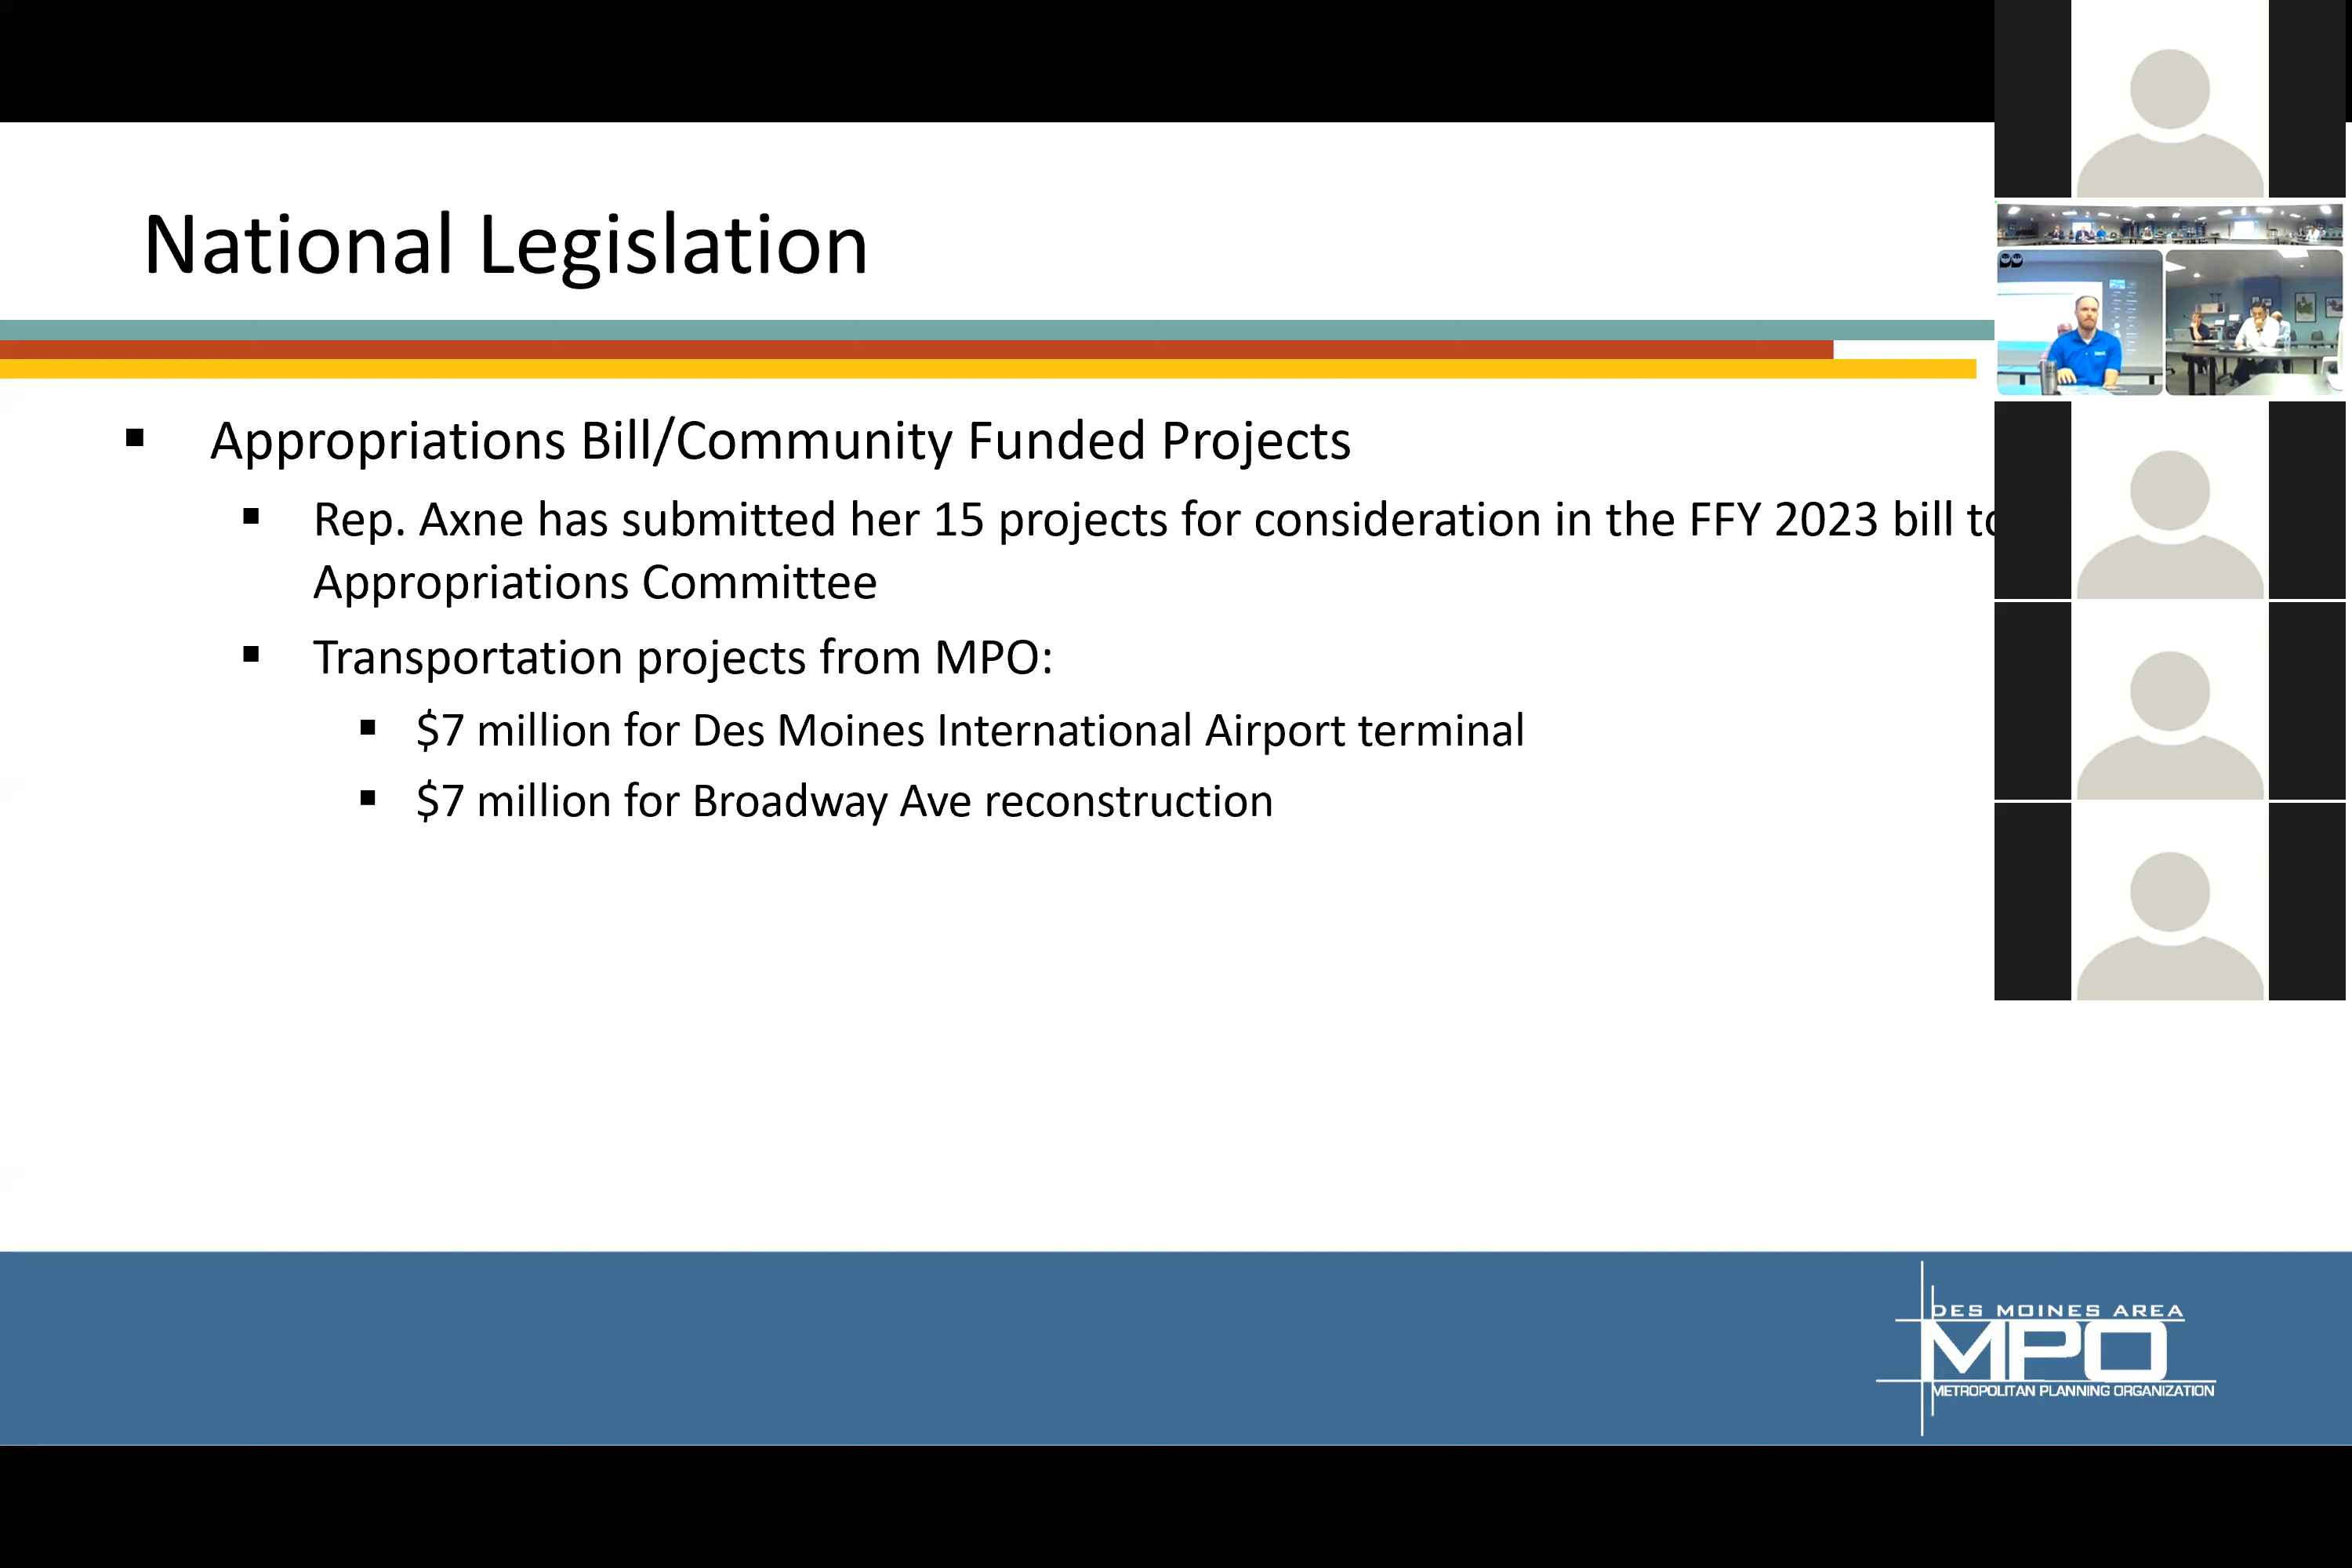 National Legislation
▪ Appropriations Bill/Community Funded Projects
▪ Rep. Axne has submitted her 15 projects for consideration in the FFY 2023 bill
Appropriations Committee
▪ Transportation projects from MPO:
▪ $7 million for Des Moines International Airport terminal
▪ $7 million for Broadway Ave reconstruction
DES MOINES AREA
MPO
METROPOLITAN PLANNING ORGANIZATION